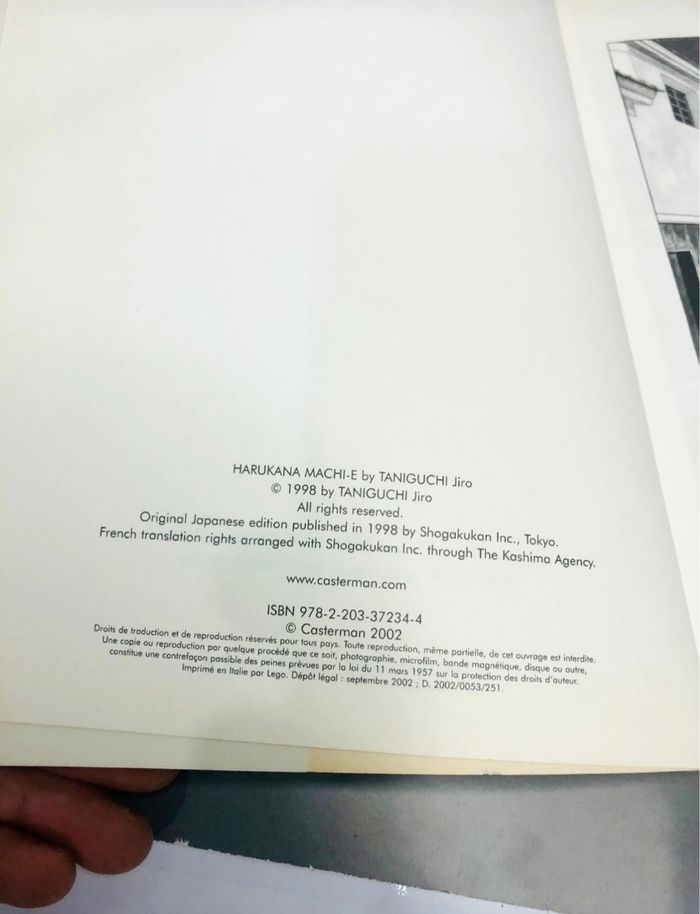 HARUKANA MACHI-E by TANIGUCHI Jiro
© 1998 by TANIGUCHI Jiro
All rights reserved.
Original Japanese edition published in 1998 by Shogakukan Inc., Tokyo.
French translation rights arranged with Shogakukan Inc. through The Kashima Agency.
www.casterman.com
ISBN 978-2-203-37234-4
© Casterman 2002
Droits de traduction et de reproduction réservés pour tous pays. Toute reproduction, même partielle, de cet ouvrage est interdite.
Une copie ou reproduction par quelque procédé que ce soit, photographie, microfilm, bande magnétique, disque ou autre,
constitue une contrefaçon passible des peines prévues par la loi du 11 mars 1957 sur la protection des droits d'auteur.
Imprimé en Italie par Lego. Dépôt légal : septembre 2002 ; D. 2002/0053/251.